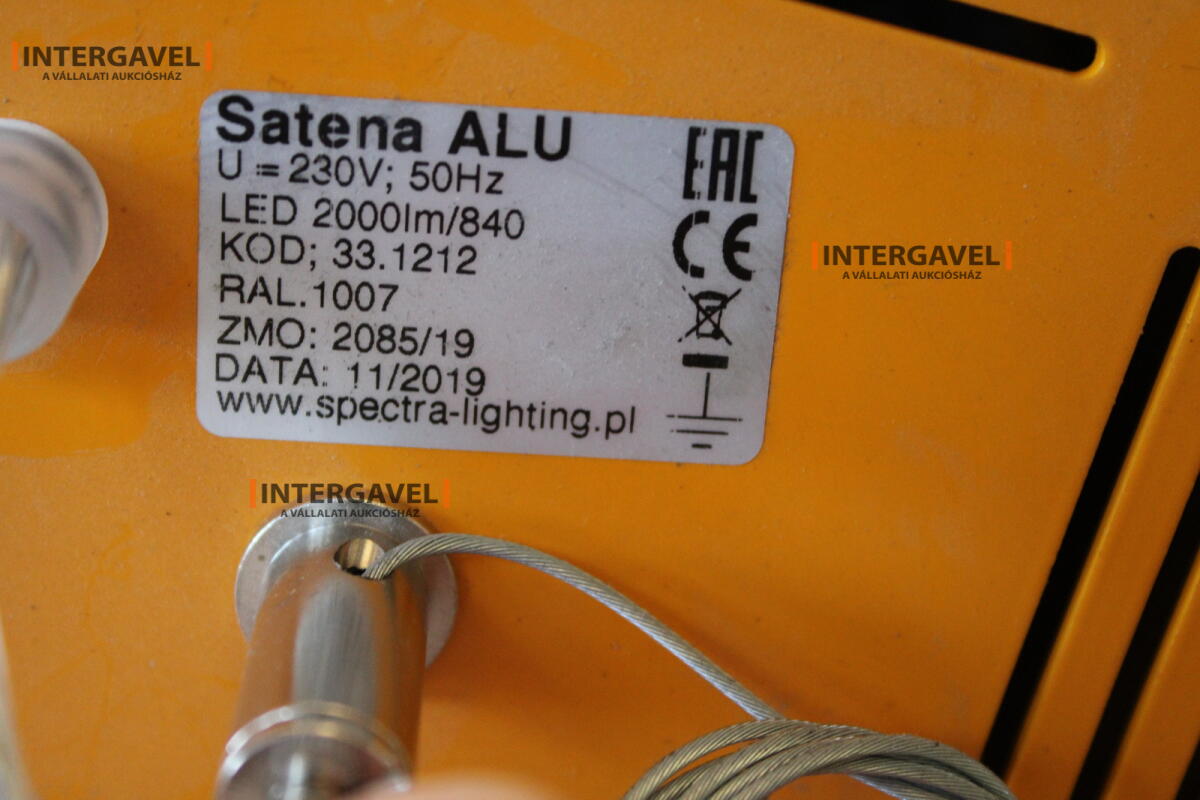 INTERGAVEL
A VÁLLALATI AUKCIÓSHÁZ
Satena ALU
U = 230V; 50Hz
LED 2000lm/840
KOD; 33.1212
RAL.1007
ZMO: 2085/19
DATA: 11/2019
www.spectra-lighting.pl
EAC
CE
INTERGAVEL
A VÁLLALATI AUKCIÓSHÁZ
INTERGAVEL
A VÁLLALATI AUKCIÓSHÁZ